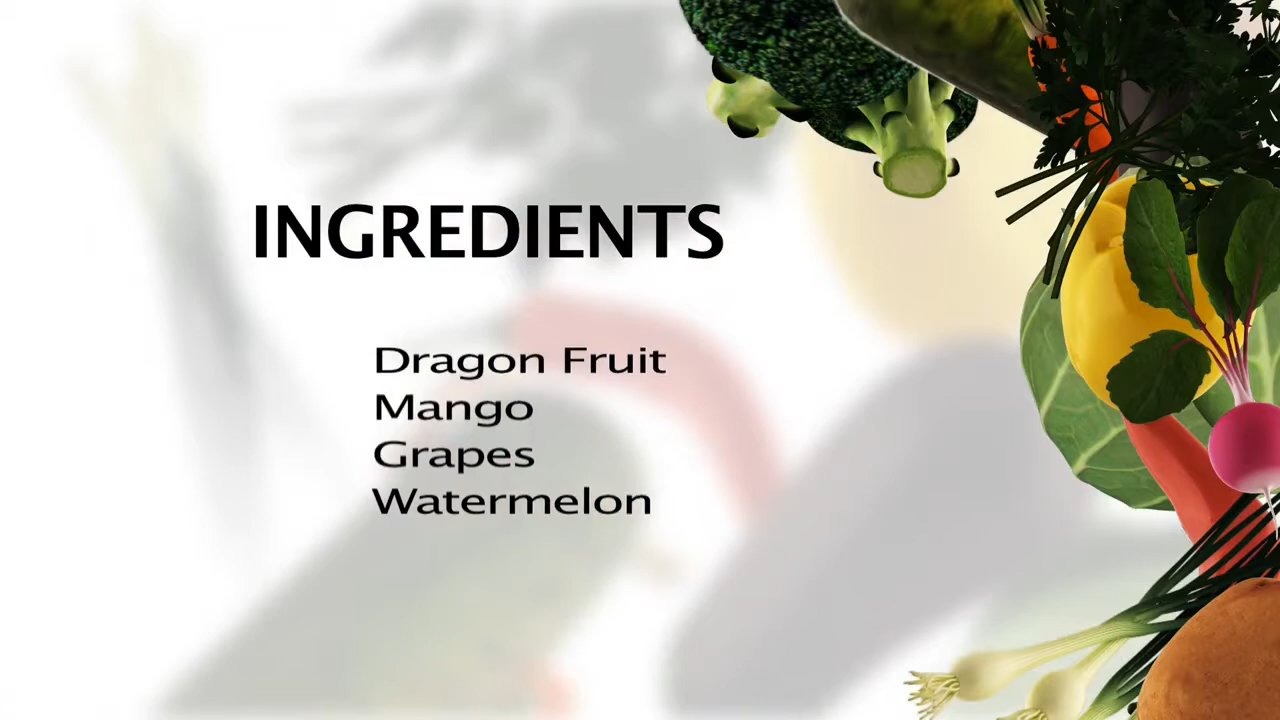 INGREDIENTS
Dragon Fruit
Mango
Grapes
Watermelon